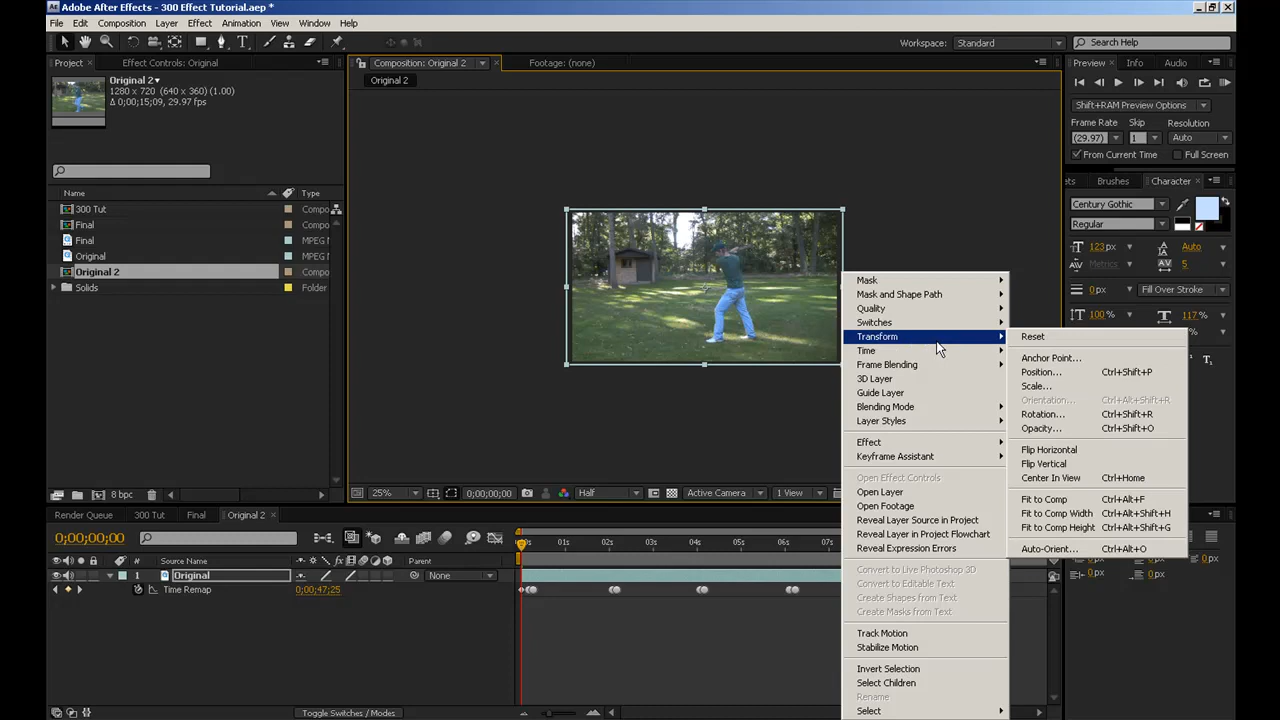 Adobe After Effects - 300 Effect Tutorial.aep *
File Edit Composition Layer Effect Animation View Window Help
Workspace: Standard Search Help
Project Effect Controls: Original
Composition: Original 2 Footage: (none)
Preview Info Audio
Original 2
Original 2
1280 x 720 (640 x 360) (1.00)
Δ 0;00;15;09, 29.97 fps
Shift+RAM Preview Options
Frame Rate Skip Resolution
(29.97) 1 Auto
From Current Time Full Screen
Brushes Character
Name Type
Century Gothic
Regular
300 Tut Compo
Final Compo
Final MPEG
Original MPEG
Original 2 Compo
Solids Folder
123 px Auto
Metrics 5
0 px Fill Over Stroke
100 % 117 %
Mask
Mask and Shape Path
Quality
Switches
Transform
Time
Frame Blending
3D Layer
Guide Layer
Blending Mode
Layer Styles
Effect
Keyframe Assistant
Open Effect Controls
Open Layer
Open Footage
Reveal Layer Source in Project
Reveal Layer in Project Flowchart
Reveal Expression Errors
Convert to Live Photoshop 3D
Convert to Editable Text
Create Shapes from Text
Create Masks from Text
Track Motion
Stabilize Motion
Invert Selection
Select Children
Rename
Select
Reset
Anchor Point...
Position... Ctrl+Shift+P
Scale...
Orientation... Ctrl+Alt+Shift+R
Rotation... Ctrl+Shift+R
Opacity... Ctrl+Shift+O
Flip Horizontal
Flip Vertical
Center In View Ctrl+Home
Fit to Comp Ctrl+Alt+F
Fit to Comp Width Ctrl+Alt+Shift+H
Fit to Comp Height Ctrl+Alt+Shift+G
Auto-Orient... Ctrl+Alt+O
0 px
0 px 0 px
8 bpc
25% 0;00;00;00 Half Active Camera 1 View
Render Queue 300 Tut Final Original 2
0;00;00;00
01s 02s 03s 04s 05s 06s 07s
# Source Name Parent
1 Original None
Time Remap 0;00;47;25
Toggle Switches / Modes